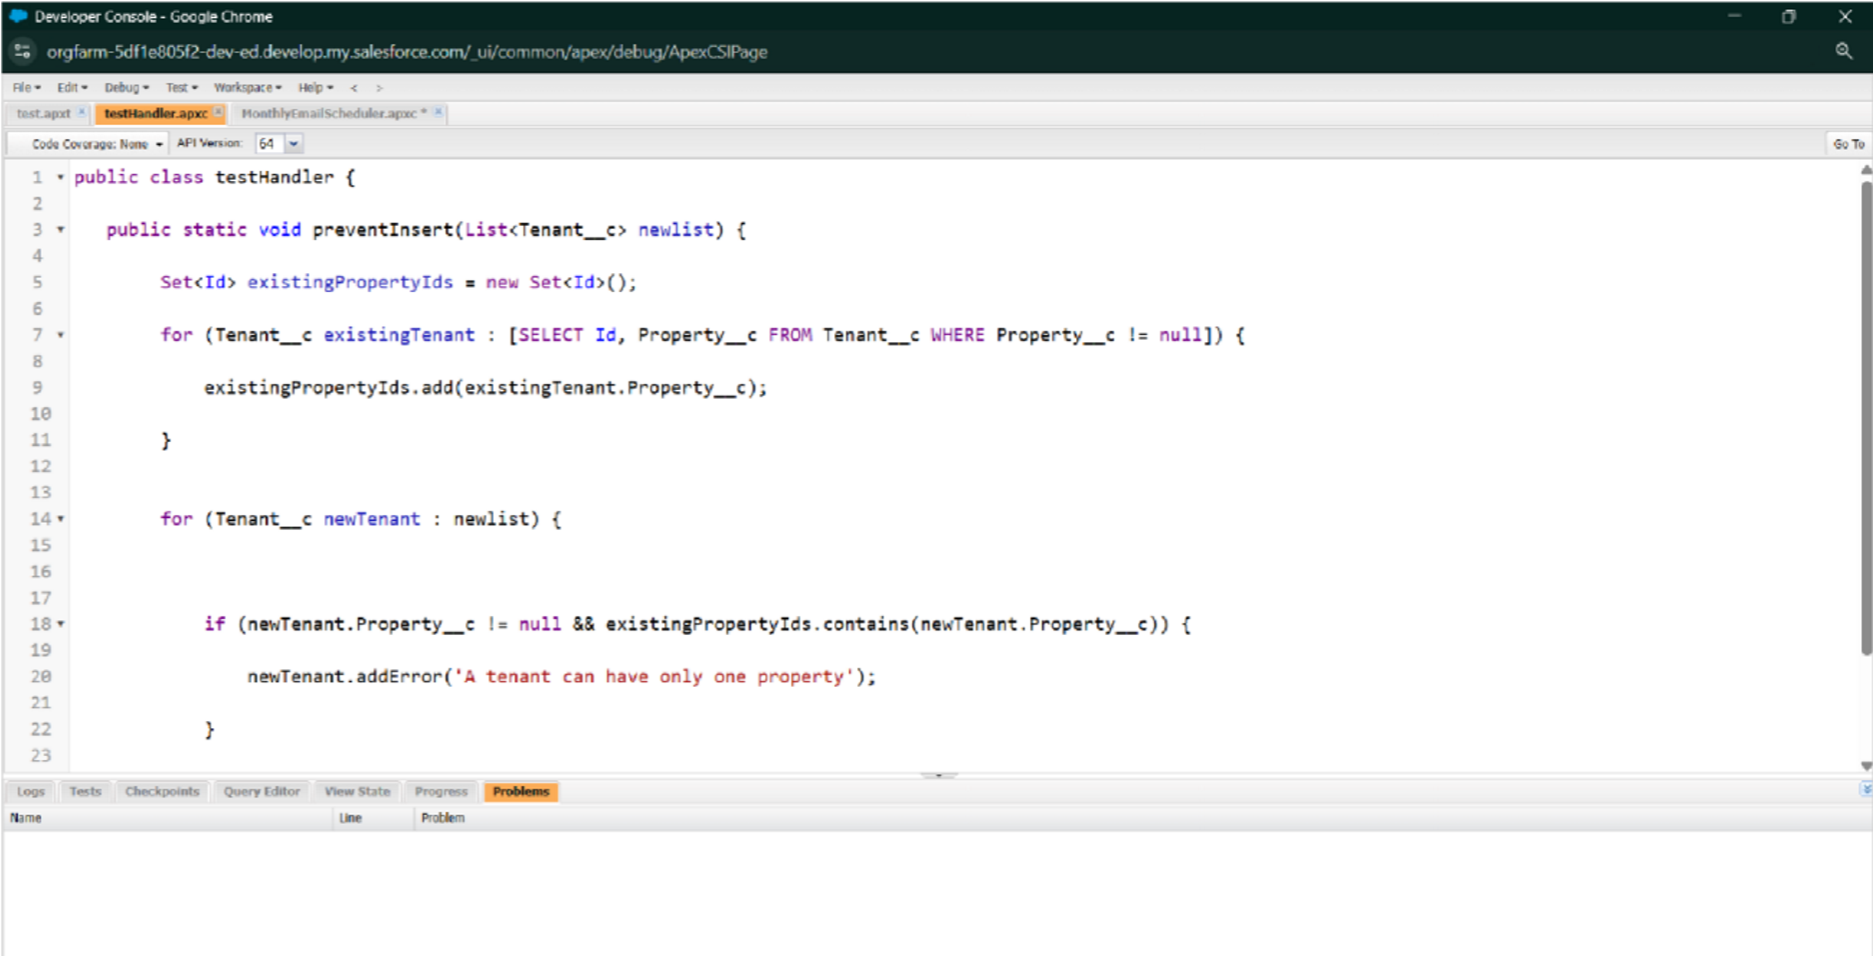 Developer Console - Google Chrome
orgfarm-5df1e805f2-dev-ed.develop.my.salesforce.com/_ui/common/apex/debug/ApexCSIPage
File Edit Debug Test Workspace Help < >
test.apxt testHandler.apxc MonthlyEmailScheduler.apxc *
Code Coverage: None API Version: 64 Go To
1 public class testHandler {
2
3 public static void preventInsert(List<Tenant__c> newlist) {
4
5 Set<Id> existingPropertyIds = new Set<Id>();
6
7 for (Tenant__c existingTenant : [SELECT Id, Property__c FROM Tenant__c WHERE Property__c != null]) {
8
9 existingPropertyIds.add(existingTenant.Property__c);
10
11 }
12
13
14 for (Tenant__c newTenant : newlist) {
15
16
17
18 if (newTenant.Property__c != null && existingPropertyIds.contains(newTenant.Property__c)) {
19
20 newTenant.addError('A tenant can have only one property');
21
22 }
23
Logs Tests Checkpoints Query Editor View State Progress Problems
Name Line Problem